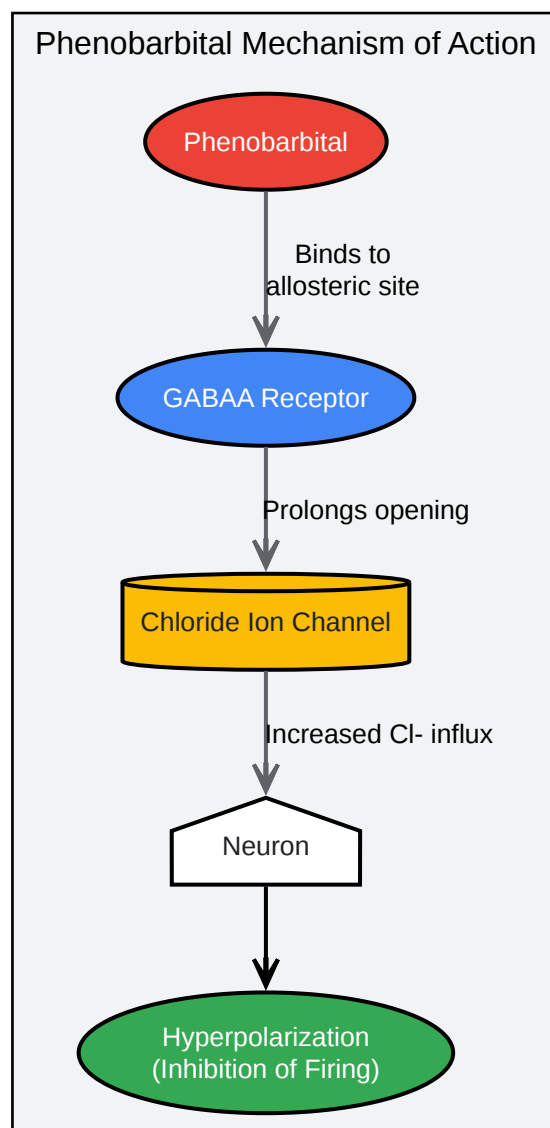 Phenobarbital Mechanism of Action
Phenobarbital
Binds to
allosteric site
GABAA Receptor
Prolongs opening
Chloride Ion Channel
Increased Cl- influx
Neuron
Hyperpolarization
(Inhibition of Firing)